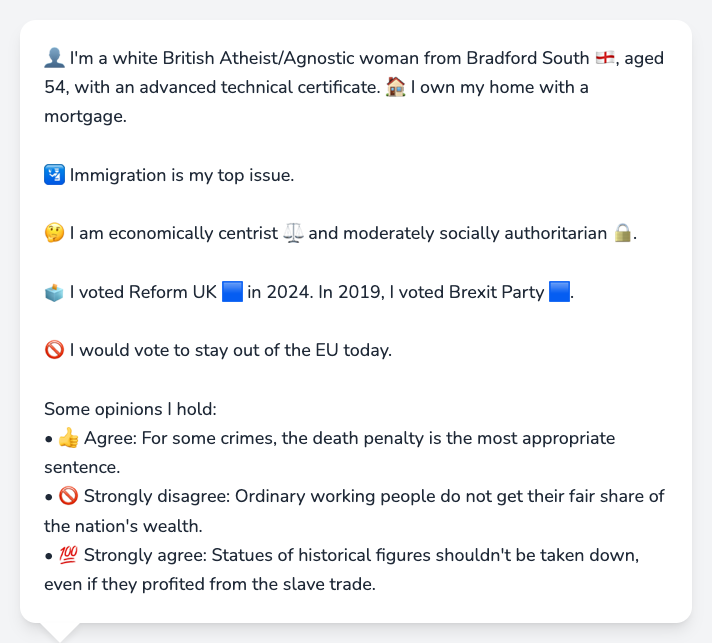 👤 I'm a white British Atheist/Agnostic woman from Bradford South 🏴󠁧󠁢󠁥󠁮󠁧󠁿, aged
54, with an advanced technical certificate. 🏠 I own my home with a
mortgage.
🛂 Immigration is my top issue.
🤔 I am economically centrist ⚖️ and moderately socially authoritarian 🔒.
🗳️ I voted Reform UK 🟦 in 2024. In 2019, I voted Brexit Party 🟦.
🚫 I would vote to stay out of the EU today.
Some opinions I hold:
• 👍 Agree: For some crimes, the death penalty is the most appropriate
sentence.
• 🚫 Strongly disagree: Ordinary working people do not get their fair share of
the nation's wealth.
• 💯 Strongly agree: Statues of historical figures shouldn't be taken down,
even if they profited from the slave trade.